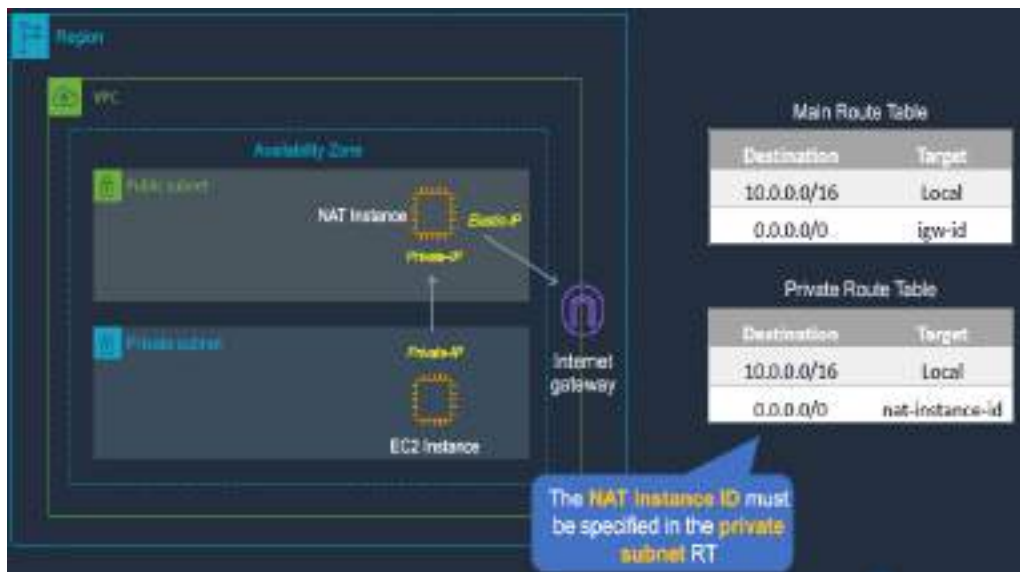 Region
VPC
Availability Zone
Public subnet
NAT Instance
Elastic-IP
Private-IP
Private subnet
Private-IP
EC2 Instance
Internet
gateway
Main Route Table
Destination Target
10.0.0.0/16 Local
0.0.0.0/0 igw-id
Private Route Table
Destination Target
10.0.0.0/16 Local
0.0.0.0/0 nat-instance-id
The NAT Instance ID must
be specified in the private
subnet RT